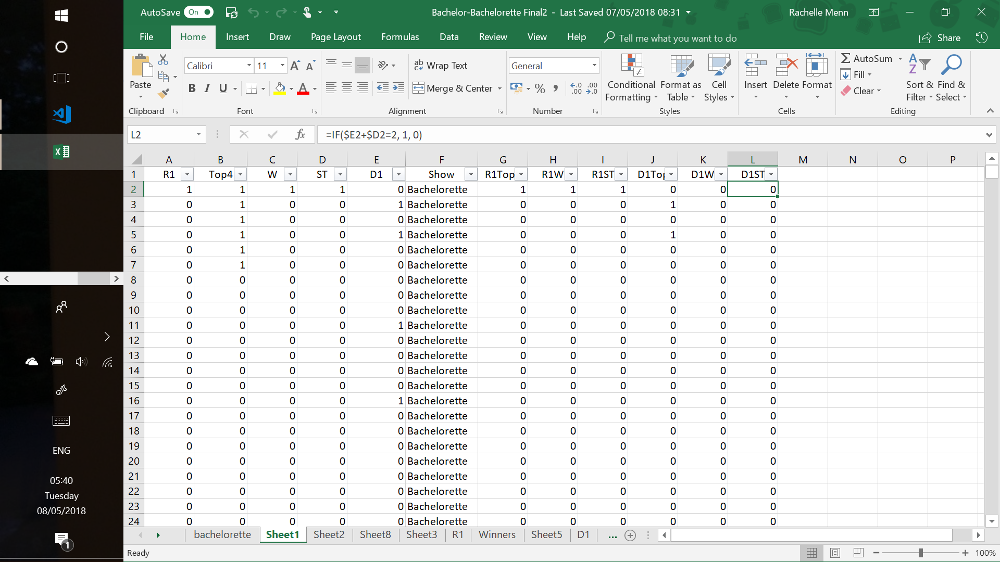 AutoSave On Bachelor-Bachelorette Final2 - Last Saved 07/05/2018 08:31 Rachelle Menn
File Home Insert Draw Page Layout Formulas Data Review View Help Tell me what you want to do Share
Paste Calibri 11 Wrap Text General Conditional Formatting Format as Table Cell Styles Insert Delete Format AutoSum Sort & Filter Find & Select
B I U Merge & Center % , Fill Clear
Clipboard Font Alignment Number Styles Cells Editing
L2 fx =IF($E2+$D2=2, 1, 0)
A B C D E F G H I J K L M N O P
1 R1 Top4 W ST D1 Show R1Top R1W R1ST D1Top D1W D1ST
2 1 1 1 1 0 Bachelorette 1 1 1 0 0 0
3 0 1 0 0 1 Bachelorette 0 0 0 1 0 0
4 0 1 0 0 0 Bachelorette 0 0 0 0 0 0
5 0 1 0 0 1 Bachelorette 0 0 0 1 0 0
6 0 1 0 0 0 Bachelorette 0 0 0 0 0 0
7 0 1 0 0 0 Bachelorette 0 0 0 0 0 0
8 0 0 0 0 0 Bachelorette 0 0 0 0 0 0
9 0 0 0 0 0 Bachelorette 0 0 0 0 0 0
10 0 0 0 0 0 Bachelorette 0 0 0 0 0 0
11 0 0 0 0 1 Bachelorette 0 0 0 0 0 0
12 0 0 0 0 0 Bachelorette 0 0 0 0 0 0
13 0 0 0 0 0 Bachelorette 0 0 0 0 0 0
14 0 0 0 0 0 Bachelorette 0 0 0 0 0 0
15 0 0 0 0 0 Bachelorette 0 0 0 0 0 0
16 0 0 0 0 1 Bachelorette 0 0 0 0 0 0
17 0 0 0 0 0 Bachelorette 0 0 0 0 0 0
18 0 0 0 0 0 Bachelorette 0 0 0 0 0 0
19 0 0 0 0 0 Bachelorette 0 0 0 0 0 0
20 0 0 0 0 0 Bachelorette 0 0 0 0 0 0
21 0 0 0 0 0 Bachelorette 0 0 0 0 0 0
22 0 0 0 0 0 Bachelorette 0 0 0 0 0 0
23 0 0 0 0 0 Bachelorette 0 0 0 0 0 0
24 0 0 0 0 0 Bachelorette 0 0 0 0 0 0
bachelorette Sheet1 Sheet2 Sheet8 Sheet3 R1 Winners Sheet5 D1 ...
Ready 100%
ENG
05:40
Tuesday
08/05/2018
1